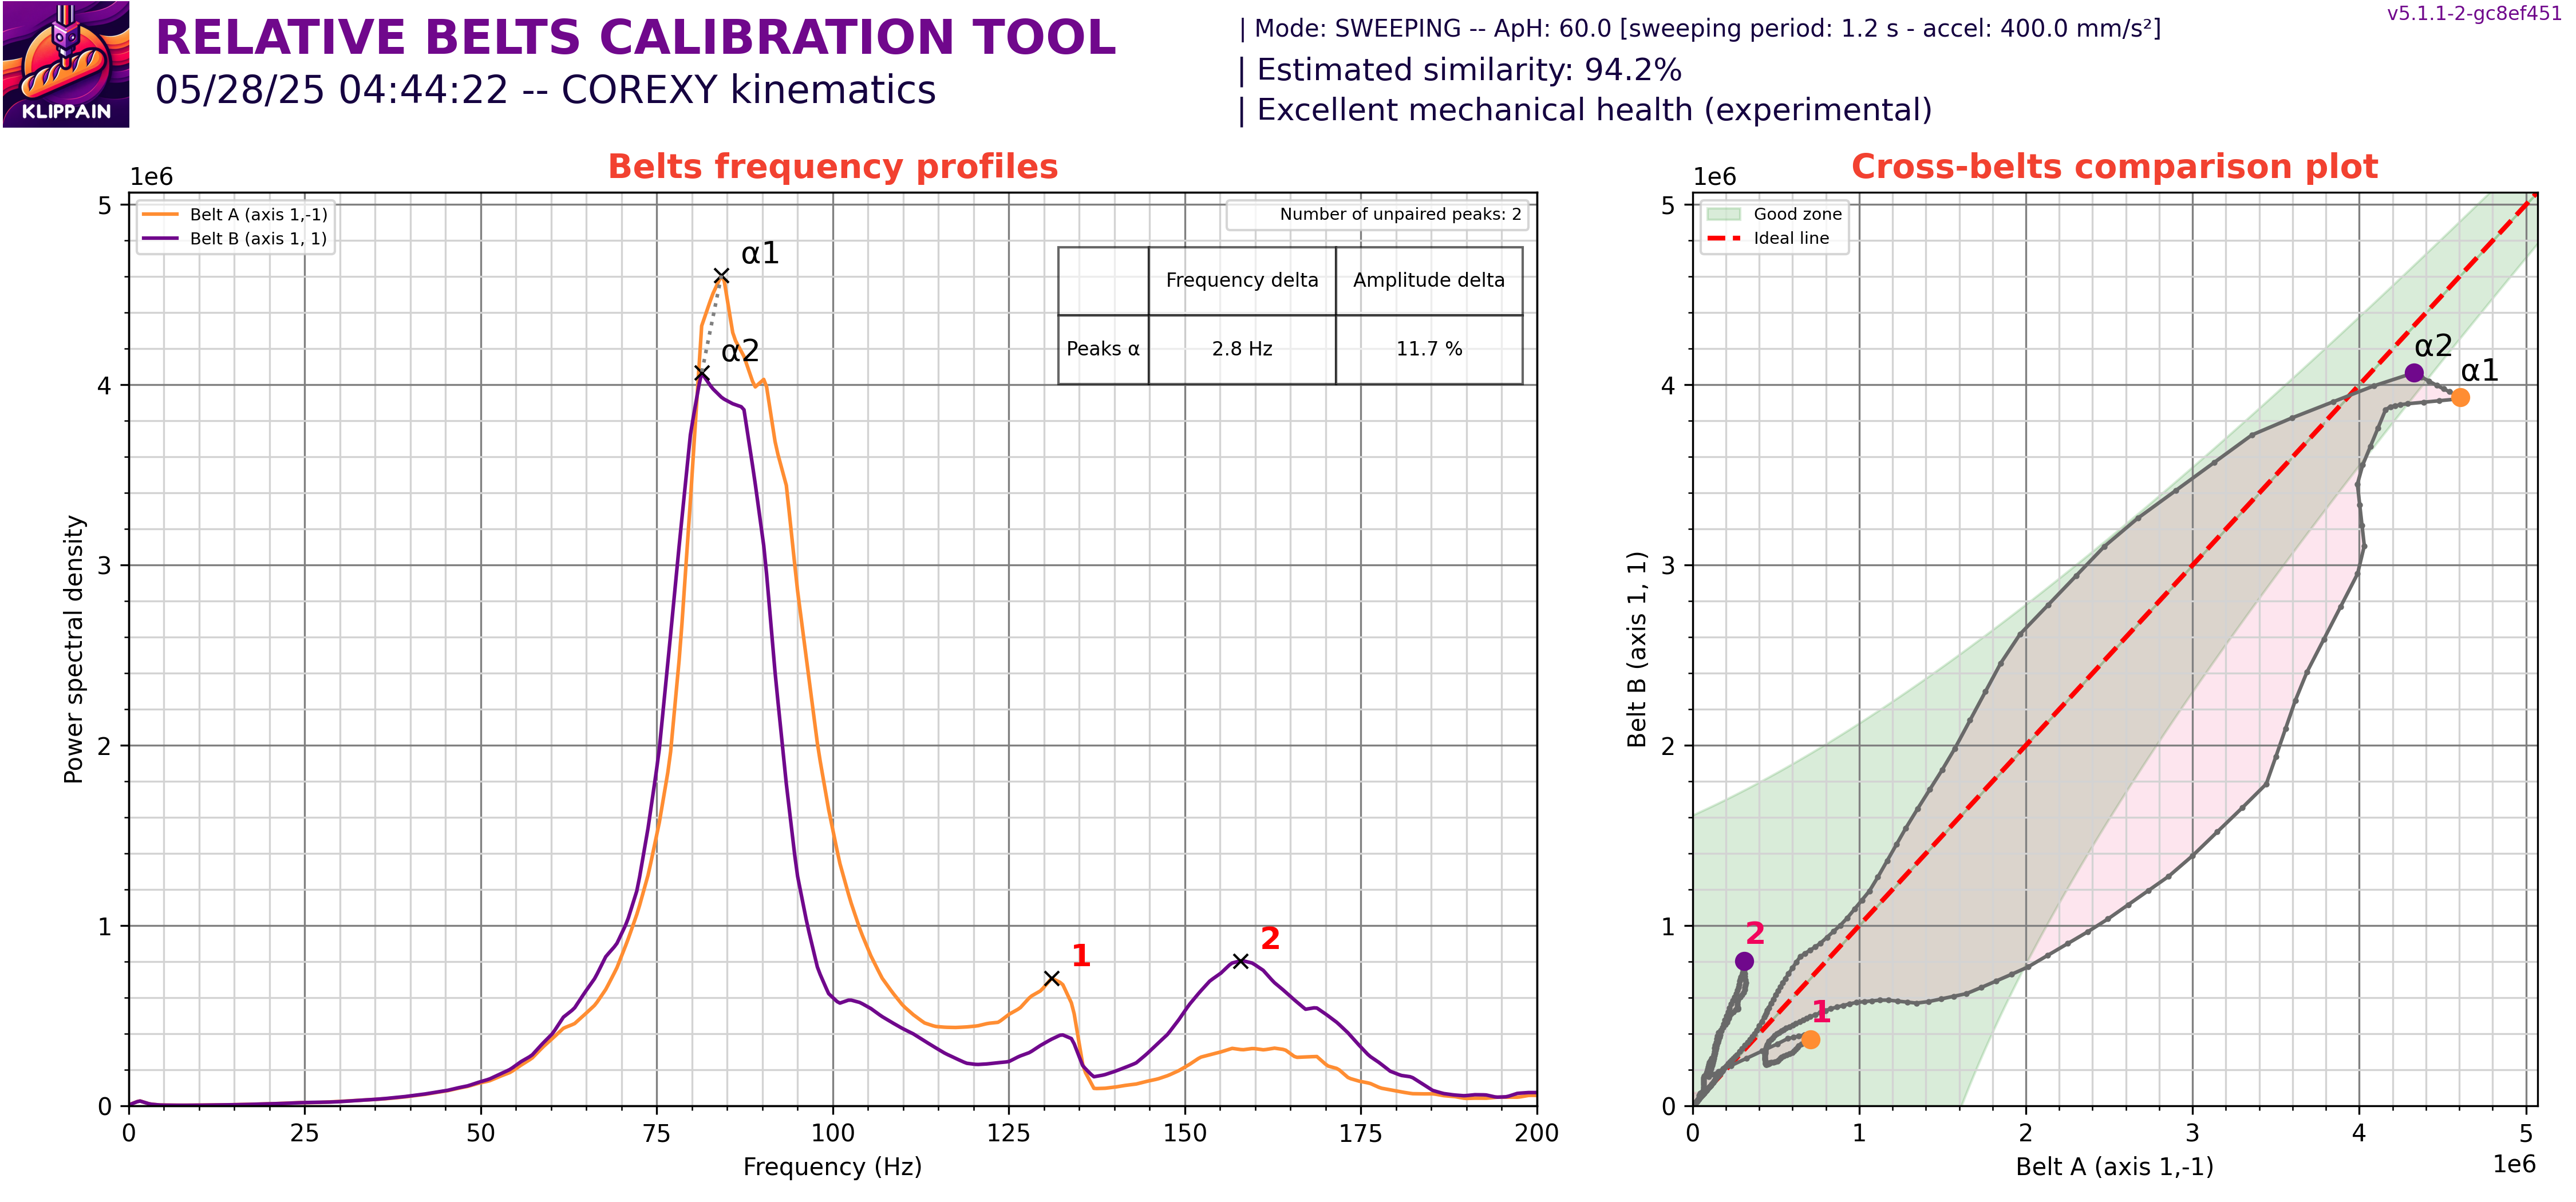 KLIPPAIN
RELATIVE BELTS CALIBRATION TOOL
05/28/25 04:44:22 -- COREXY kinematics
| Mode: SWEEPING -- ApH: 60.0 [sweeping period: 1.2 s - accel: 400.0 mm/s²]
| Estimated similarity: 94.2%
| Excellent mechanical health (experimental)
v5.1.1-2-gc8ef451
Belts frequency profiles
1e6
Belt A (axis 1,-1)
Belt B (axis 1, 1)
Number of unpaired peaks: 2
Frequency delta Amplitude delta
Peaks α 2.8 Hz 11.7 %
α1
α2
1
2
5
4
3
2
1
0
Power spectral density
0 25 50 75 100 125 150 175 200
Frequency (Hz)
Cross-belts comparison plot
1e6
Good zone
Ideal line
α2
α1
2
1
5
4
3
2
1
0
Belt B (axis 1, 1)
0 1 2 3 4 5
1e6
Belt A (axis 1,-1)